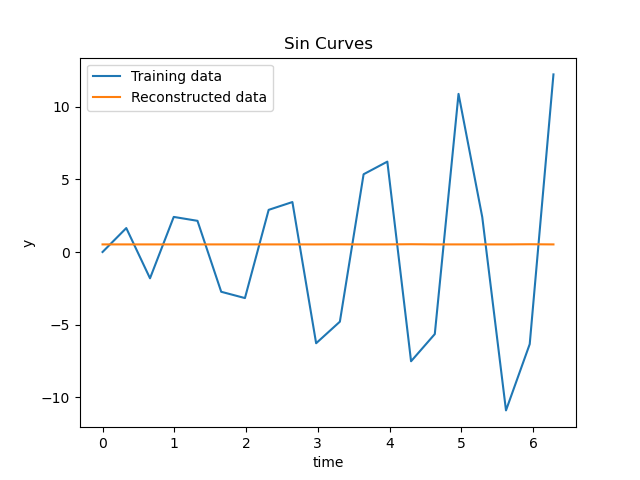 Sin Curves
Training data
Reconstructed data
10
5
0
−5
−10
y
0 1 2 3 4 5 6
time